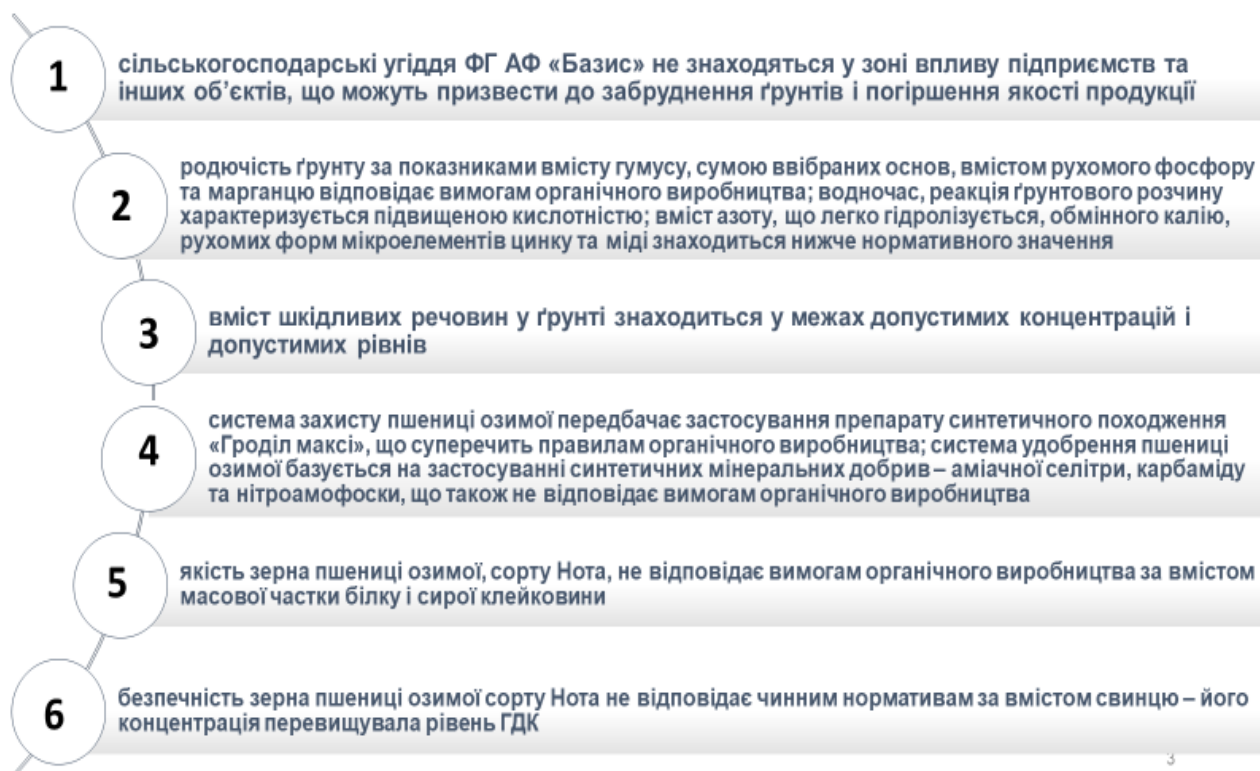 1
сільськогосподарські угіддя ФГ АФ «Базис» не знаходяться у зоні впливу підприємств та
інших об’єктів, що можуть призвести до забруднення ґрунтів і погіршення якості продукції
2
родючість ґрунту за показниками вмісту гумусу, сумою ввібраних основ, вмістом рухомого фосфору
та марганцю відповідає вимогам органічного виробництва; водночас, реакція ґрунтового розчину
характеризується підвищеною кислотністю; вміст азоту, що легко гідролізується, обмінного калію,
рухомих форм мікроелементів цинку та міді знаходиться нижче нормативного значення
3
вміст шкідливих речовин у ґрунті знаходиться у межах допустимих концентрацій і
допустимих рівнів
4
система захисту пшениці озимої передбачає застосування препарату синтетичного походження
«Гроділ максі», що суперечить правилам органічного виробництва; система удобрення пшениці
озимої базується на застосуванні синтетичних мінеральних добрив – аміачної селітри, карбаміду
та нітроамофоски, що також не відповідає вимогам органічного виробництва
5
якість зерна пшениці озимої, сорту Нота, не відповідає вимогам органічного виробництва за вмістом
масової частки білку і сирої клейковини
6
безпечність зерна пшениці озимої сорту Нота не відповідає чинним нормативам за вмістом свинцю – його
концентрація перевищувала рівень ГДК
3